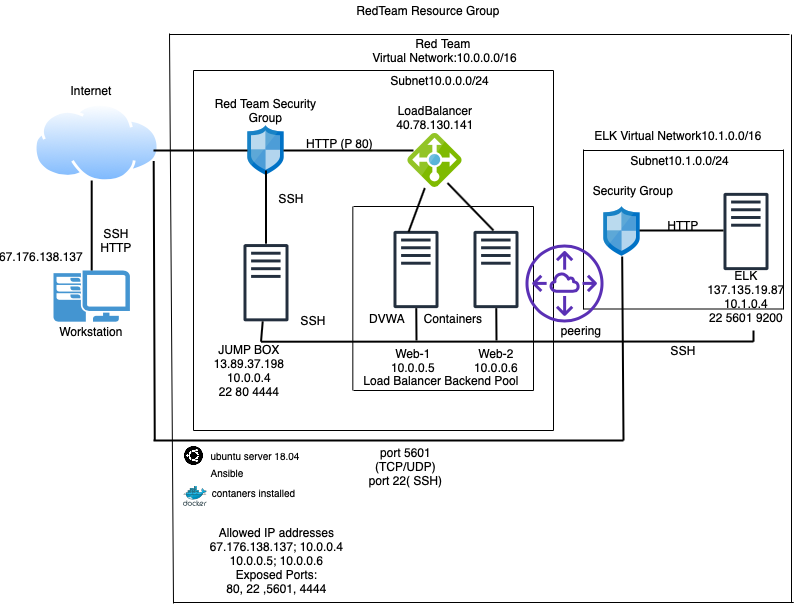 RedTeam Resource Group
Red Team
Virtual Network:10.0.0.0/16
Subnet10.0.0.0/24
Internet
Red Team Security
Group
LoadBalancer
40.78.130.141
HTTP (P 80)
ELK Virtual Network10.1.0.0/16
Subnet10.1.0.0/24
Security Group
HTTP
SSH
SSH
HTTP
67.176.138.137
Workstation
ELK
137.135.19.87
10.1.0.4
22 5601 9200
DVWA
Containers
SSH
peering
JUMP BOX
13.89.37.198
10.0.0.4
22 80 4444
Web-1
10.0.0.5
Web-2
10.0.0.6
Load Balancer Backend Pool
SSH
port 5601
(TCP/UDP)
port 22( SSH)
ubuntu server 18.04
Ansible
docker
contaners installed
Allowed IP addresses
67.176.138.137; 10.0.0.4
10.0.0.5; 10.0.0.6
Exposed Ports:
80, 22 ,5601, 4444